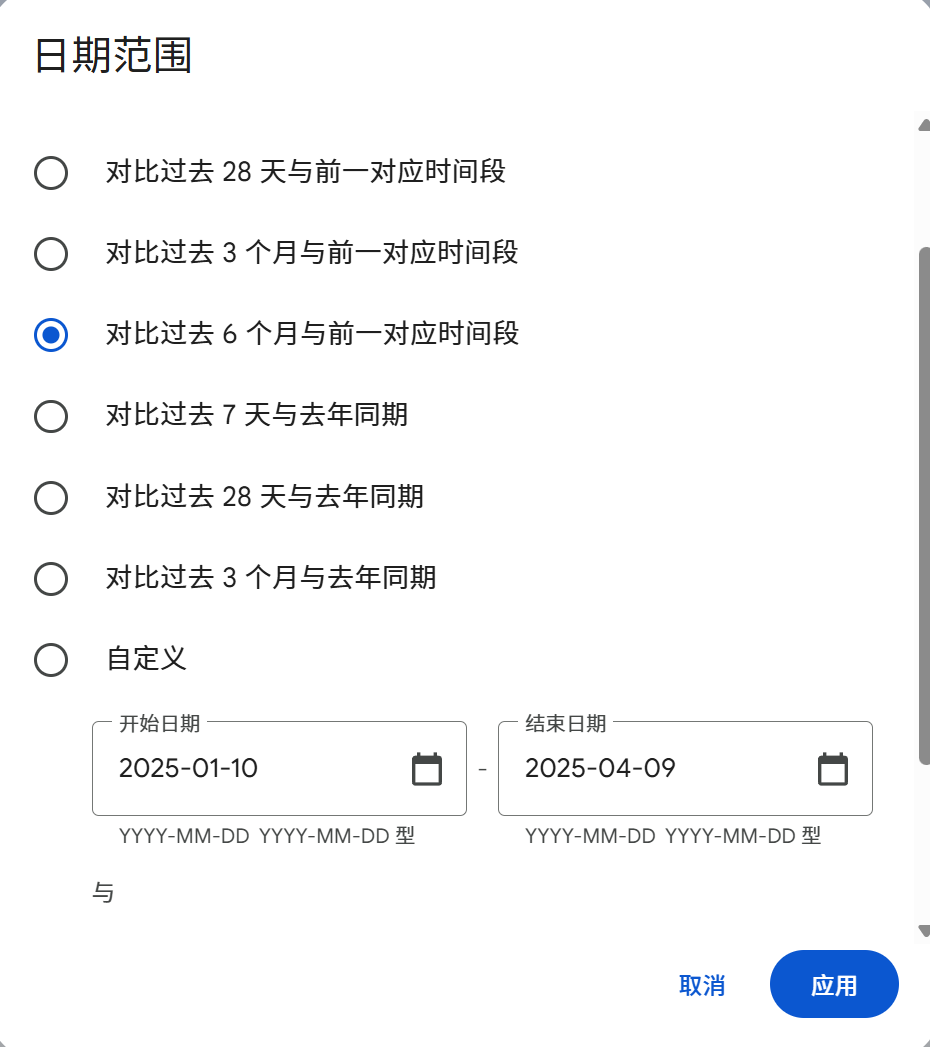 日期范围
对比过去 28 天与前一对应时间段
对比过去 3 个月与前一对应时间段
对比过去 6 个月与前一对应时间段
对比过去 7 天与去年同期
对比过去 28 天与去年同期
对比过去 3 个月与去年同期
自定义
开始日期 结束日期
2025-01-10 - 2025-04-09
YYYY-MM-DD YYYY-MM-DD 型 YYYY-MM-DD YYYY-MM-DD 型
与
取消 应用